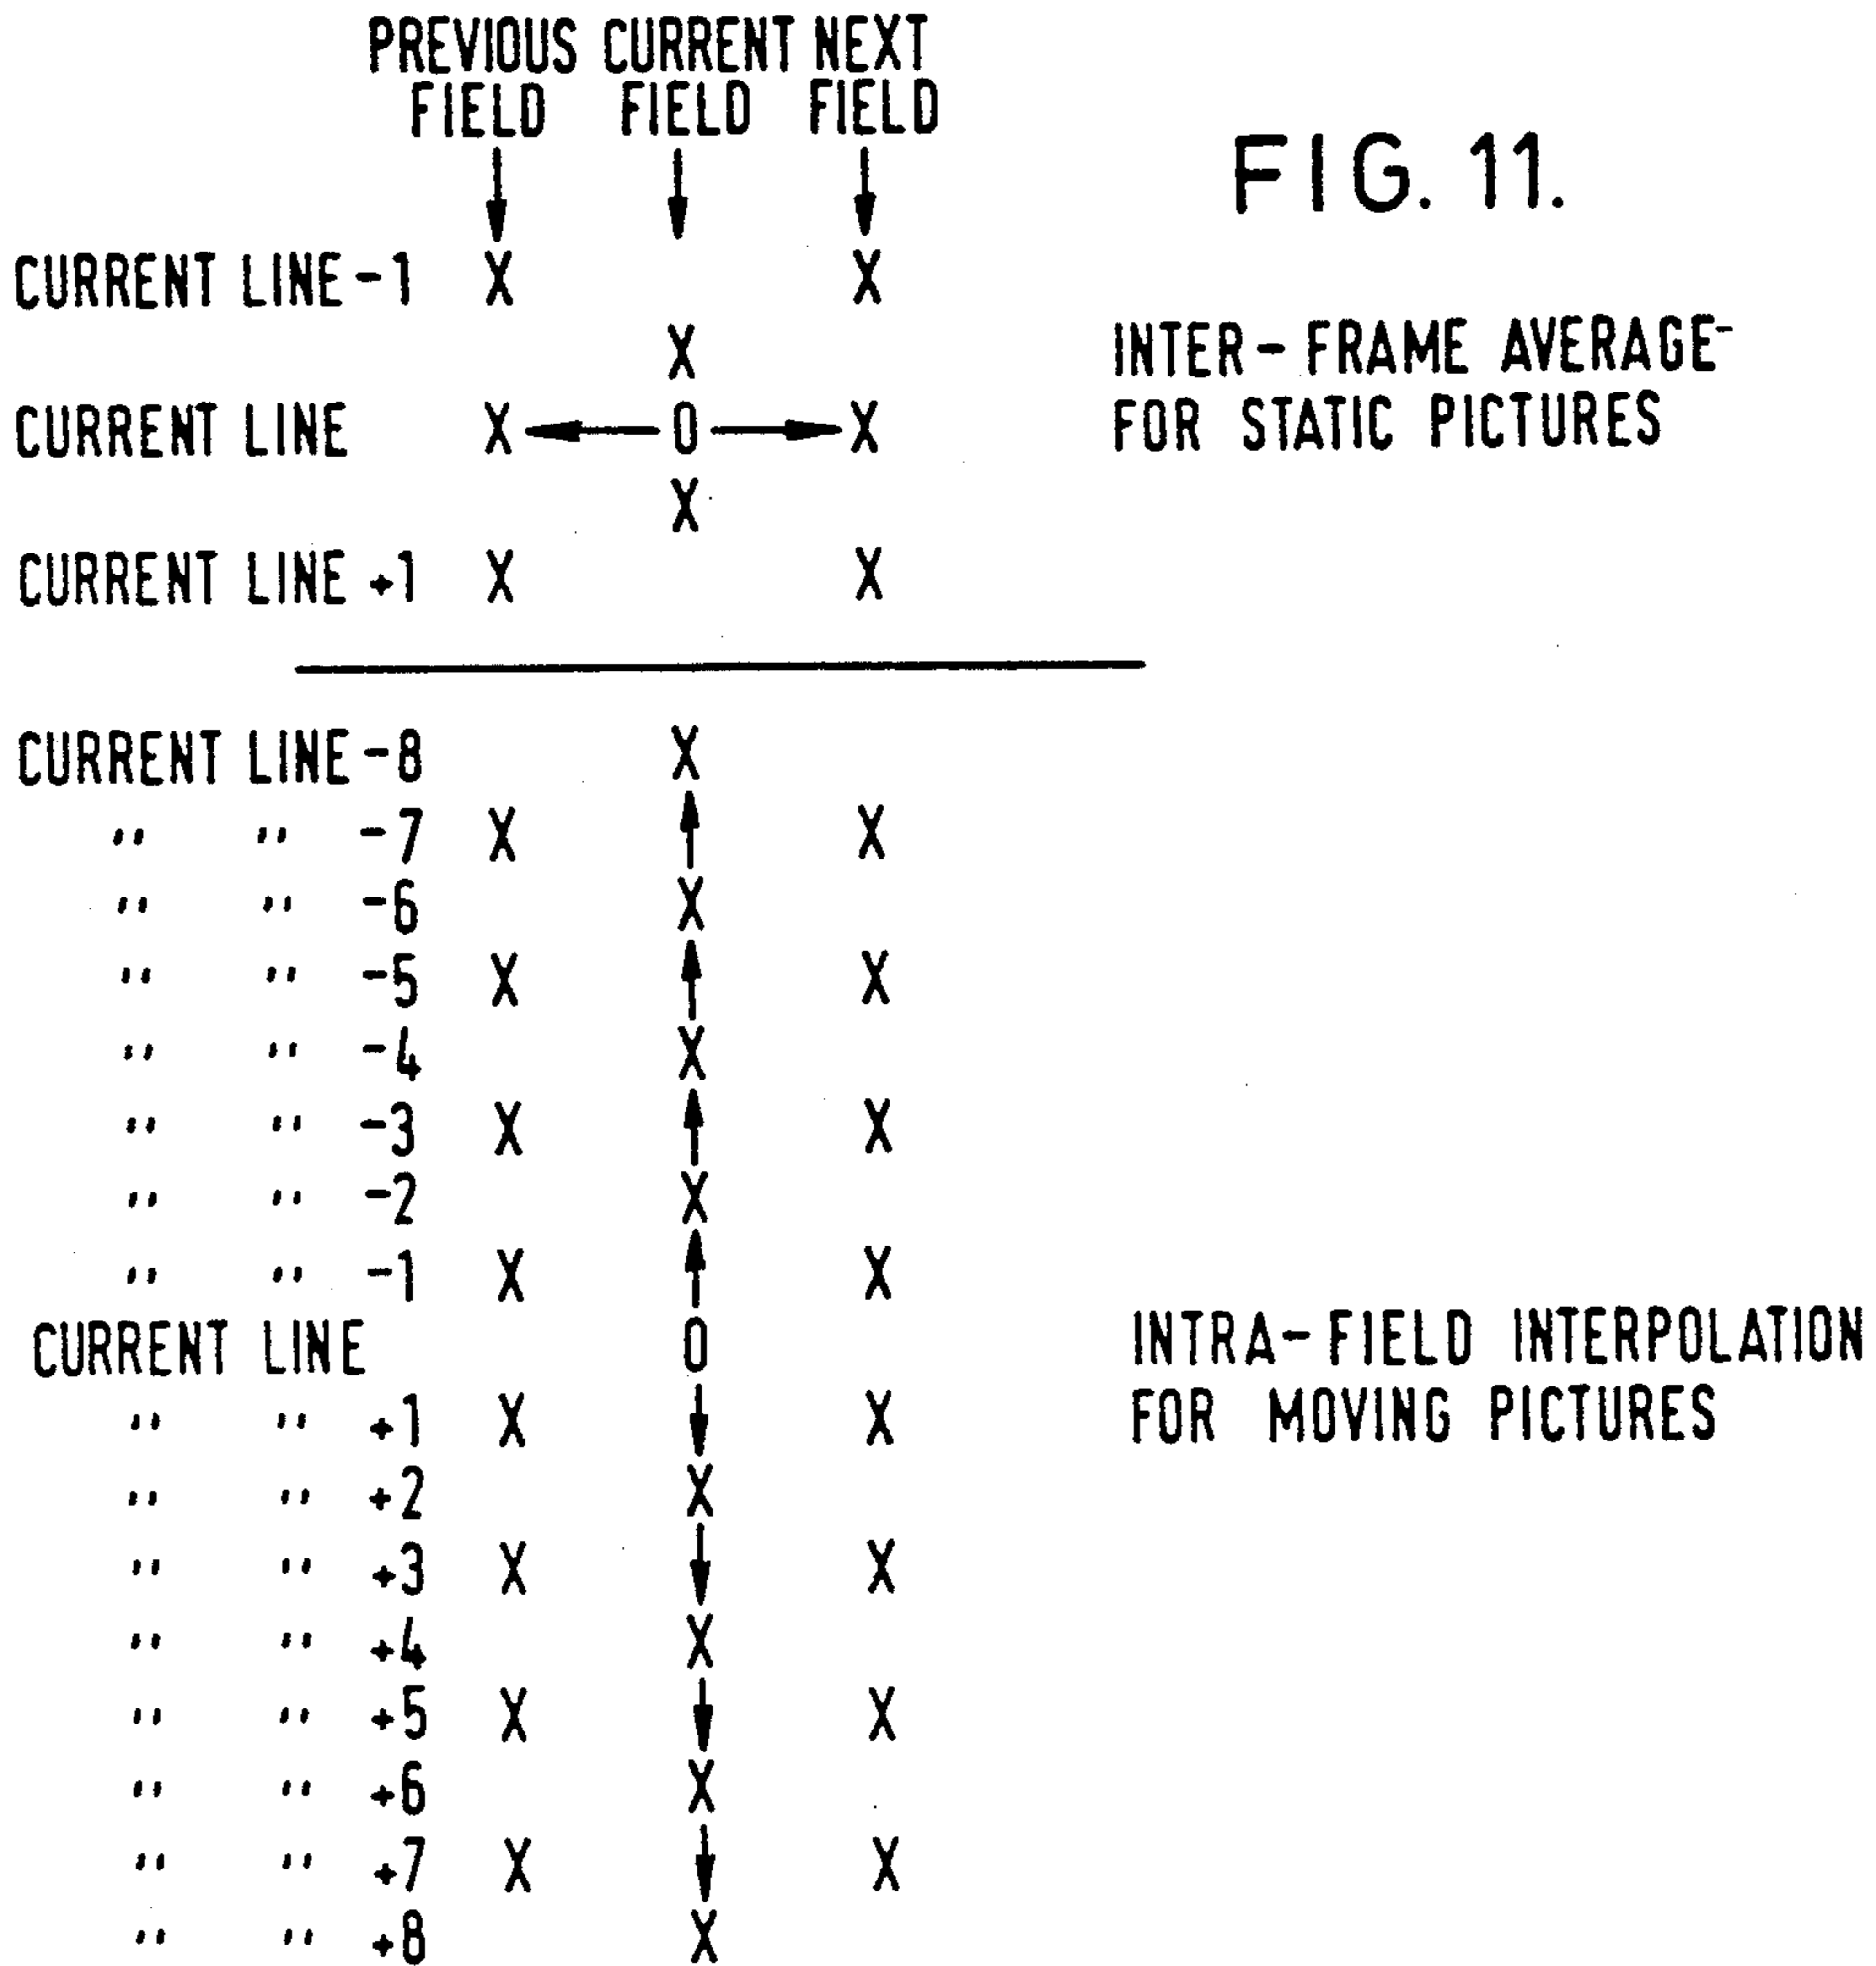 PREVIOUS CURRENT NEXT
FIELD FIELD FIELD
FIG. 11.
CURRENT LINE -1 X X
X
INTER-FRAME AVERAGE-
CURRENT LINE X O X
FOR STATIC PICTURES
X
CURRENT LINE +1 X X
CURRENT LINE -8 X
" " -7 X X
" " -6 X
" " -5 X X
" " -4 X
" " -3 X X
" " -2 X
" " -1 X X
CURRENT LINE O
INTRA-FIELD INTERPOLATION
FOR MOVING PICTURES
" " +1 X X
" " +2 X
" " +3 X X
" " +4 X
" " +5 X X
" " +6 X
" " +7 X X
" " +8 X